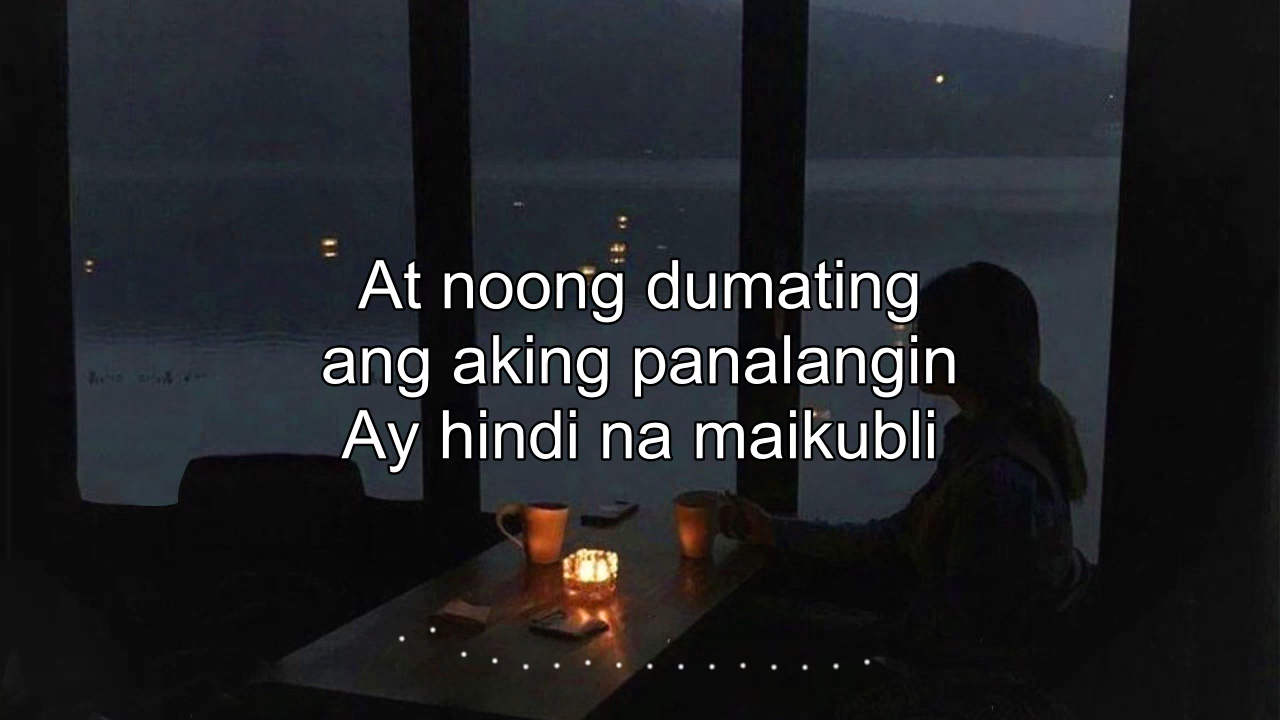 At noong dumating
ang aking panalangin
Ay hindi na maikubli